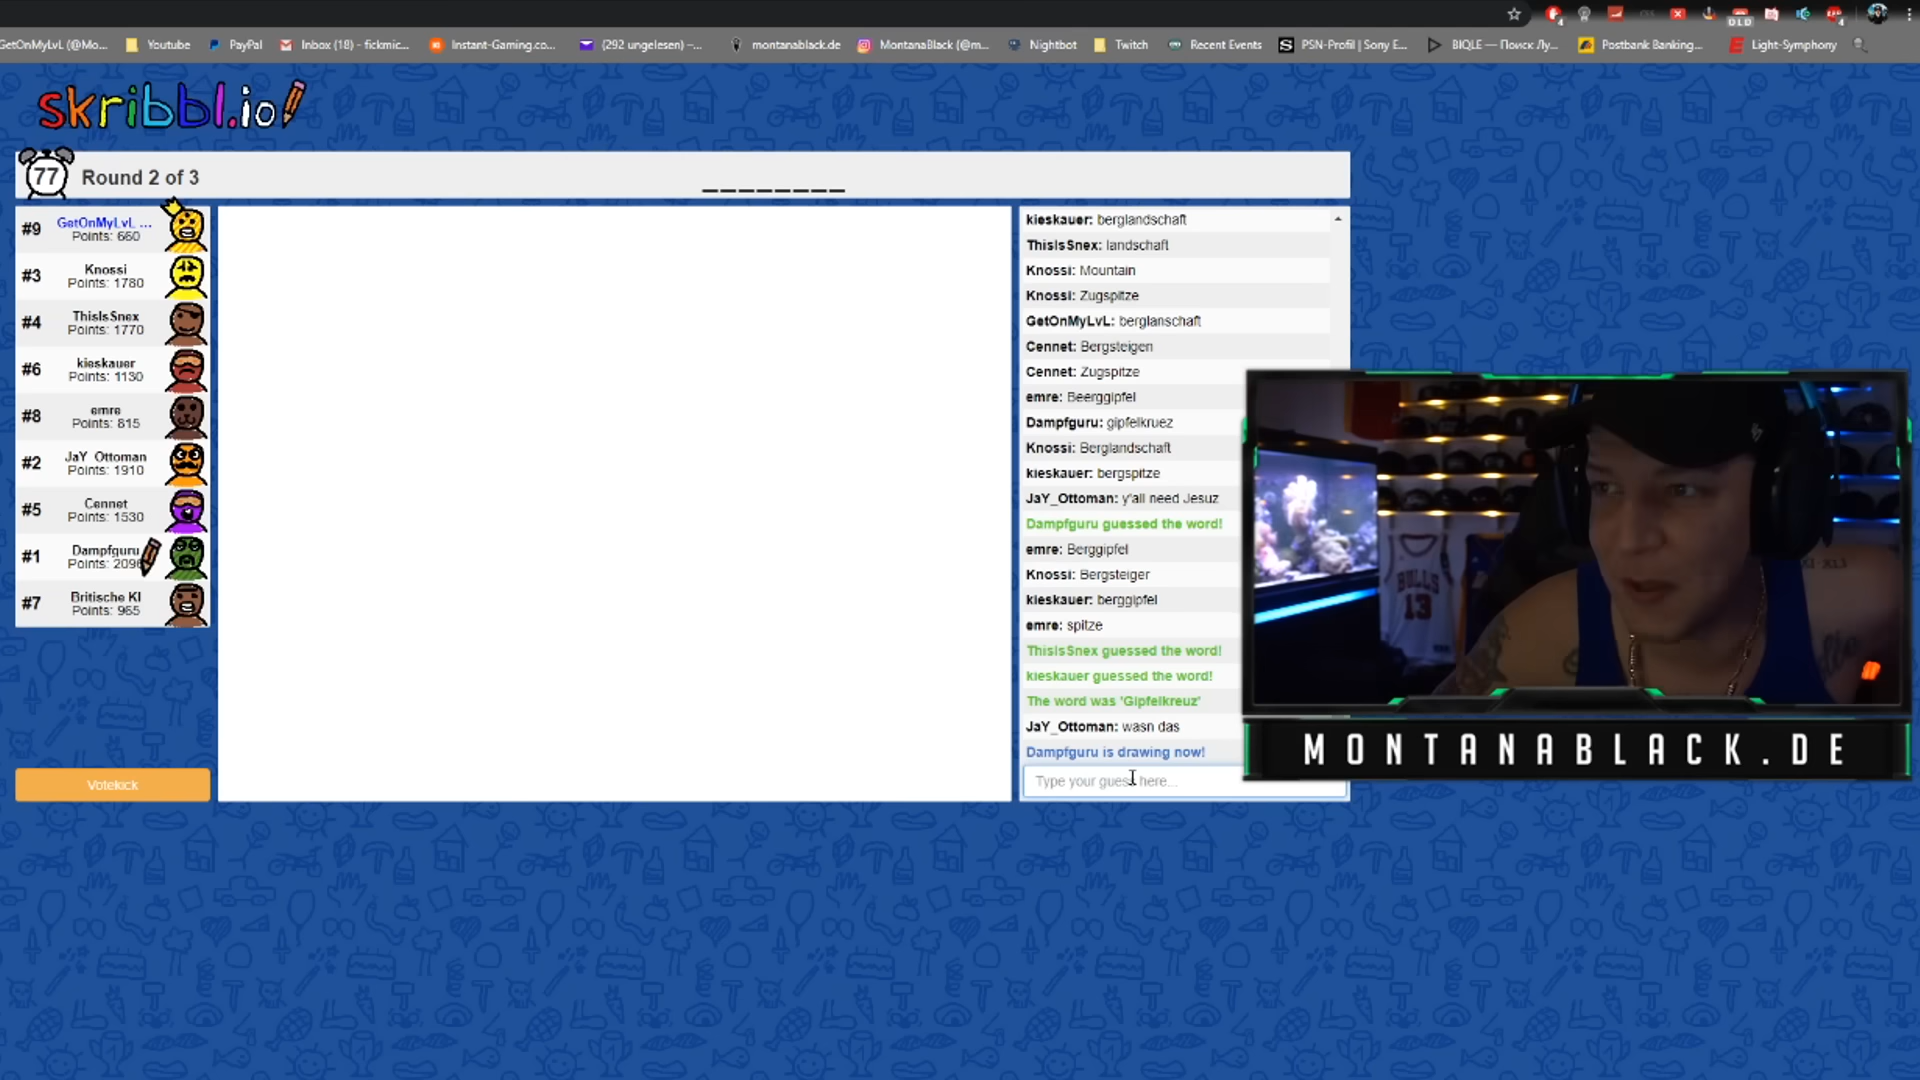 GetOnMyLvL (@Mo...
Youtube
PayPal
Inbox (18) - fickmic...
Instant-Gaming.co...
(292 ungelesen) –...
montanablack.de
MontanaBlack (@m...
Nightbot
Twitch
Recent Events
PSN-Profil | Sony E...
BIQLE — Поиск Лу...
Postbank Banking...
Light-Symphony
OLD
skribbl.io
77
Round 2 of 3
________
#9
GetOnMyLvL ...
Points: 660
#3
Knossi
Points: 1780
#4
ThisIsSnex
Points: 1770
#6
kieskauer
Points: 1130
#8
emre
Points: 815
#2
JaY_Ottoman
Points: 1910
#5
Cennet
Points: 1530
#1
Dampfguru
Points: 209
#7
Britische KI
Points: 965
Votekick
kieskauer: berglandschaft
ThisIsSnex: landschaft
Knossi: Mountain
Knossi: Zugspitze
GetOnMyLvL: berglanschaft
Cennet: Bergsteigen
Cennet: Zugspitze
emre: Beerggipfel
Dampfguru: gipfelkruez
Knossi: Berglandschaft
kieskauer: bergspitze
JaY_Ottoman: y'all need Jesuz
Dampfguru guessed the word!
emre: Berggipfel
Knossi: Bergsteiger
kieskauer: berggipfel
emre: spitze
ThisIsSnex guessed the word!
kieskauer guessed the word!
The word was 'Gipfelkreuz'
JaY_Ottoman: wasn das
Dampfguru is drawing now!
Type your guess here...
BULLS
13
MONTANABLACK.DE